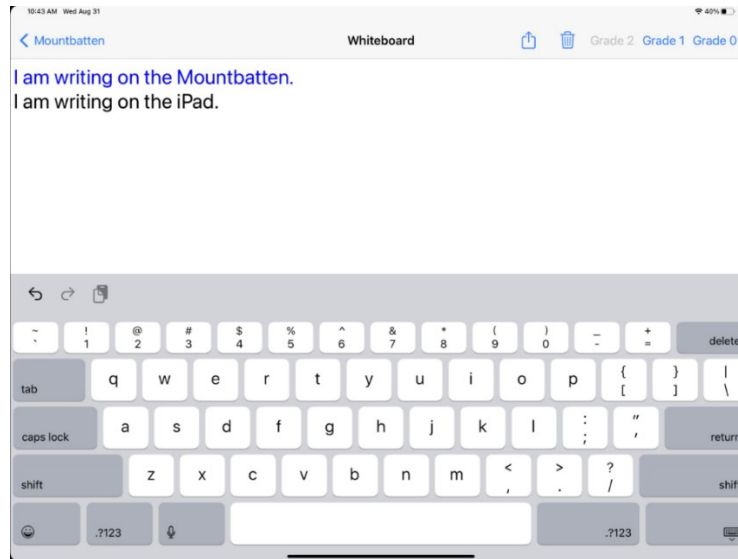 10:43 AM Wed Aug 31 40%
Mountbatten Whiteboard Grade 2 Grade 1 Grade 0
I am writing on the Mountbatten.
I am writing on the iPad.
~ ! @ # $ % ^ & * ( ) _ +
` 1 2 3 4 5 6 7 8 9 0 - = delete
tab q w e r t y u i o p { [ } ] | \
caps lock a s d f g h j k l : ; " ' return
shift z x c v b n m < , > . ? / shift
.?123 .?123